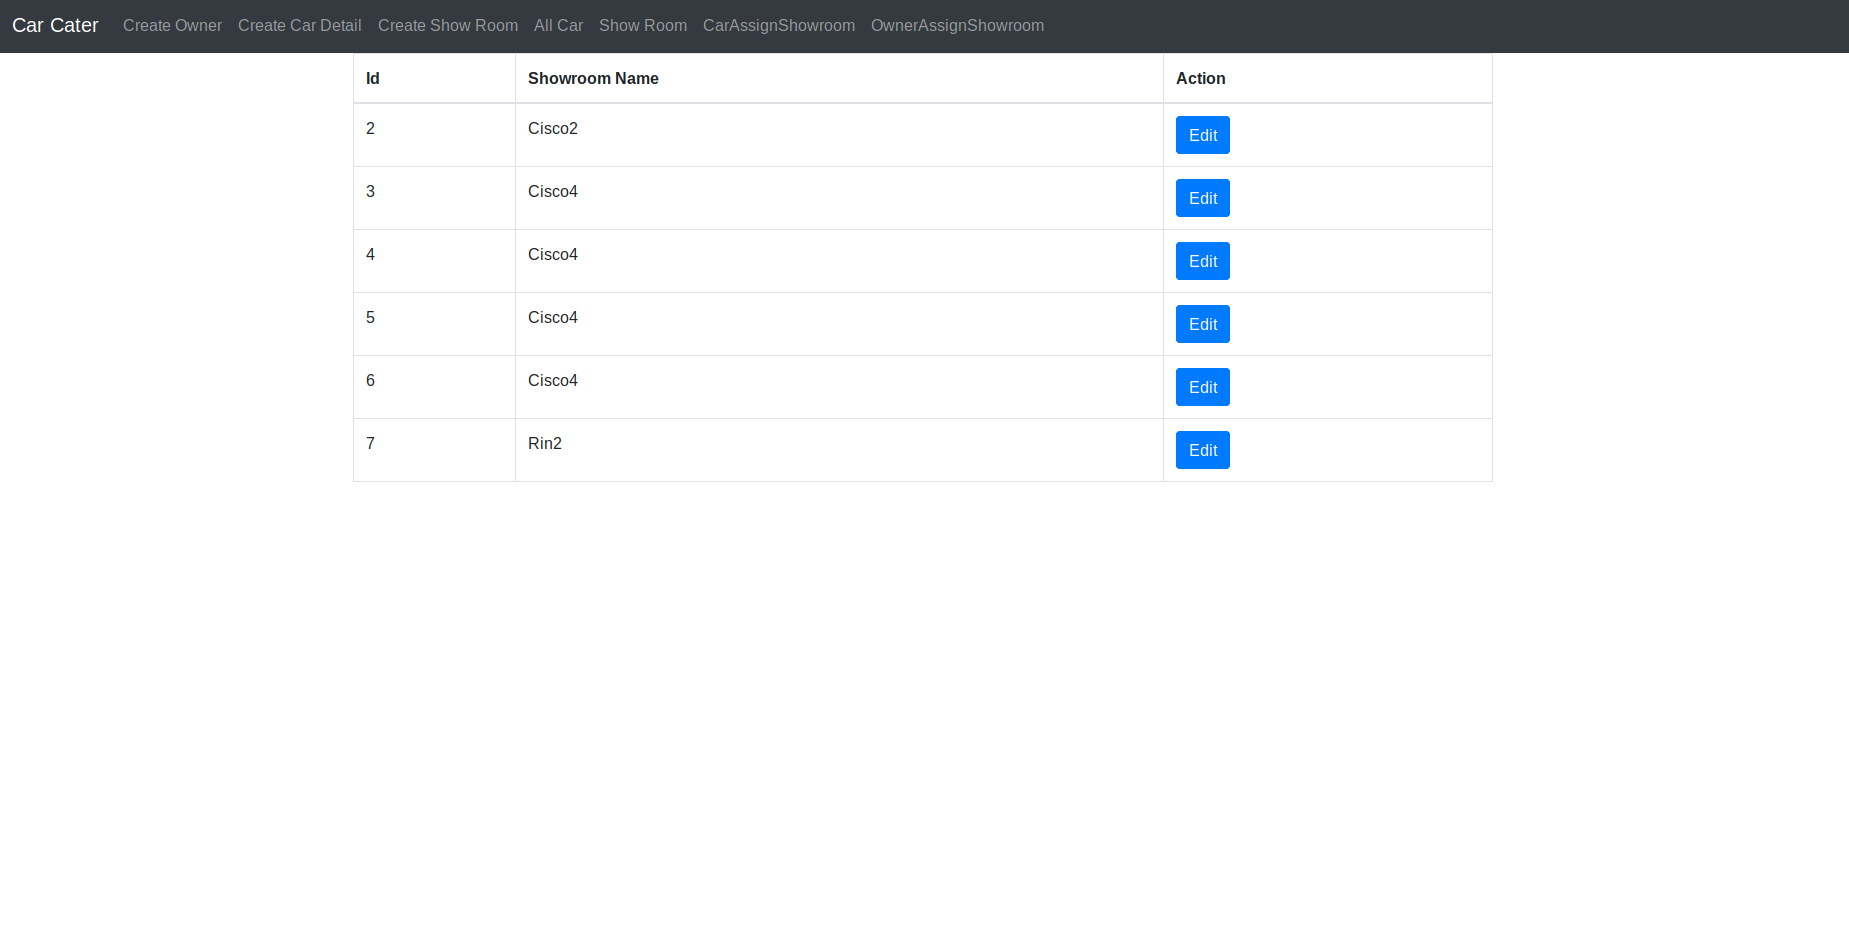 Car Cater Create Owner Create Car Detail Create Show Room All Car Show Room CarAssignShowroom OwnerAssignShowroom
Id Showroom Name Action
2 Cisco2 Edit
3 Cisco4 Edit
4 Cisco4 Edit
5 Cisco4 Edit
6 Cisco4 Edit
7 Rin2 Edit